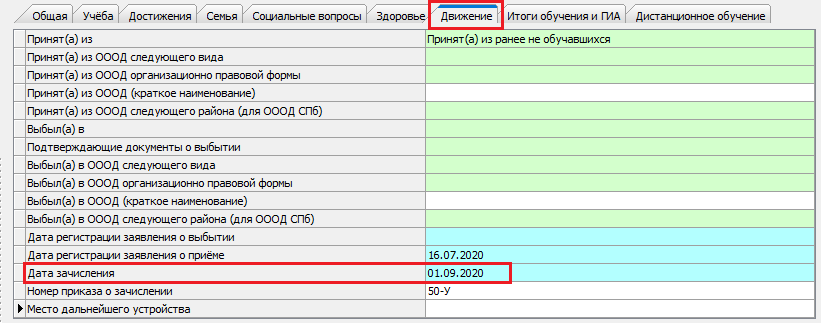 Общая Учёба Достижения Семья Социальные вопросы Здоровье Движение Итоги обучения и ГИА Дистанционное обучение
Принят(а) из Принят(а) из ранее не обучавшихся
Принят(а) из ОООД следующего вида
Принят(а) из ОООД организационно правовой формы
Принят(а) из ОООД (краткое наименование)
Принят(а) из ОООД следующего района (для ОООД СПб)
Выбыл(а) в
Подтверждающие документы о выбытии
Выбыл(а) в ОООД следующего вида
Выбыл(а) в ОООД организационно правовой формы
Выбыл(а) в ОООД (краткое наименование)
Выбыл(а) в ОООД следующего района (для ОООД СПб)
Дата регистрации заявления о выбытии
Дата регистрации заявления о приёме 16.07.2020
Дата зачисления 01.09.2020
Номер приказа о зачислении 50-У
Место дальнейшего устройства